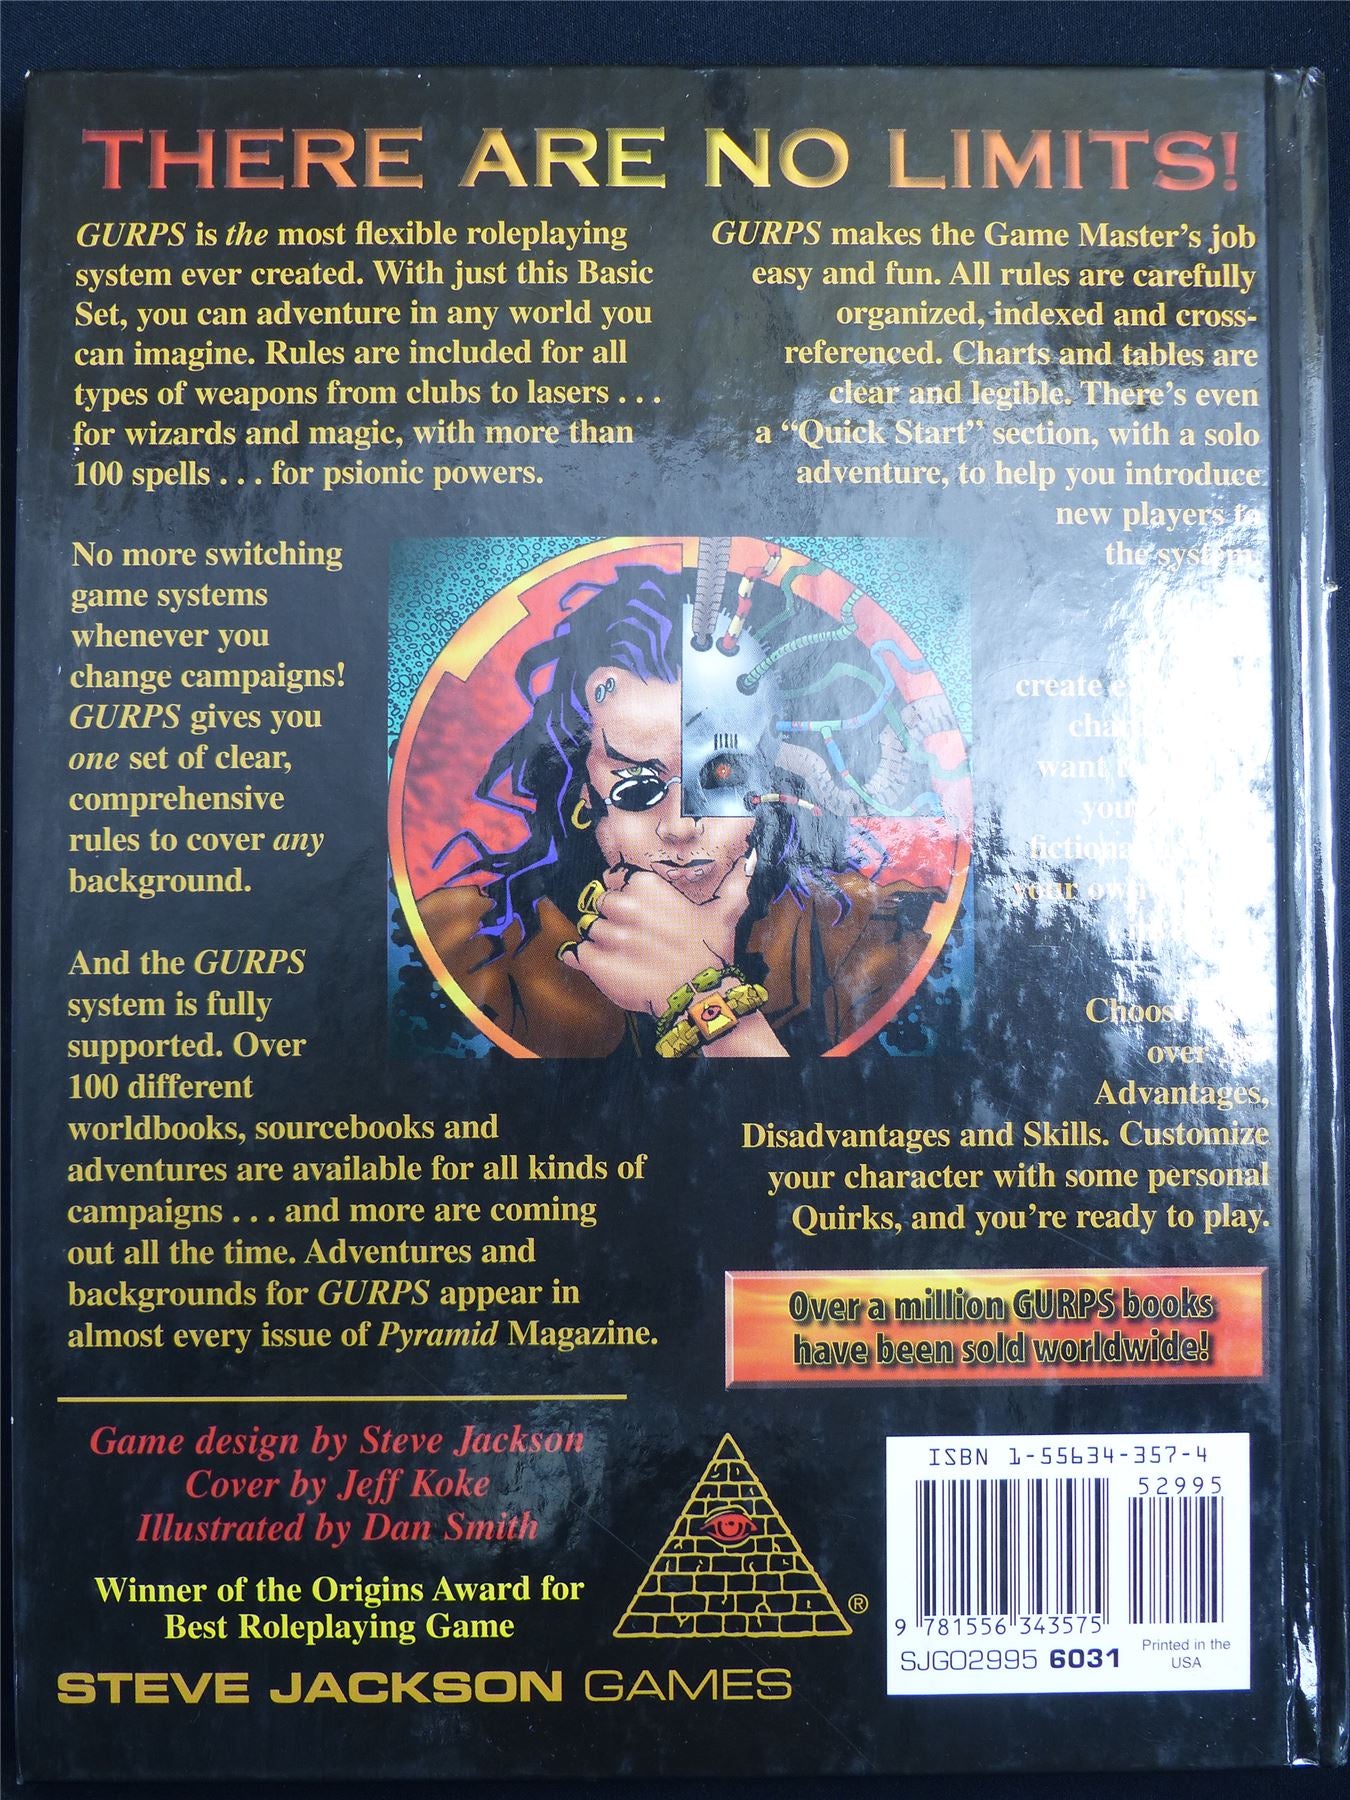 THERE ARE NO LIMITS!
GURPS is the most flexible roleplaying
system ever created. With just this Basic
Set, you can adventure in any world you
can imagine. Rules are included for all
types of weapons from clubs to lasers . . .
for wizards and magic, with more than
100 spells . . . for psionic powers.
No more switching
game systems
whenever you
change campaigns!
GURPS gives you
one set of clear,
comprehensive
rules to cover any
background.
And the GURPS
system is fully
supported. Over
100 different
worldbooks, sourcebooks and
adventures are available for all kinds of
campaigns . . . and more are coming
out all the time. Adventures and
backgrounds for GURPS appear in
almost every issue of Pyramid Magazine.
GURPS makes the Game Master's job
easy and fun. All rules are carefully
organized, indexed and cross-
referenced. Charts and tables are
clear and legible. There's even
a "Quick Start" section, with a solo
adventure, to help you introduce
new players to
the system.
create
want
your own
Choose
over
Advantages,
Disadvantages and Skills. Customize
your character with some personal
Quirks, and you're ready to play.
Over a million GURPS books
have been sold worldwide!
Game design by Steve Jackson
Cover by Jeff Koke
Illustrated by Dan Smith
Winner of the Origins Award for
Best Roleplaying Game
STEVE JACKSON GAMES
®
ISBN 1-55634-357-4
52995
9 781556 343575
SJG02995 6031
Printed in the
USA